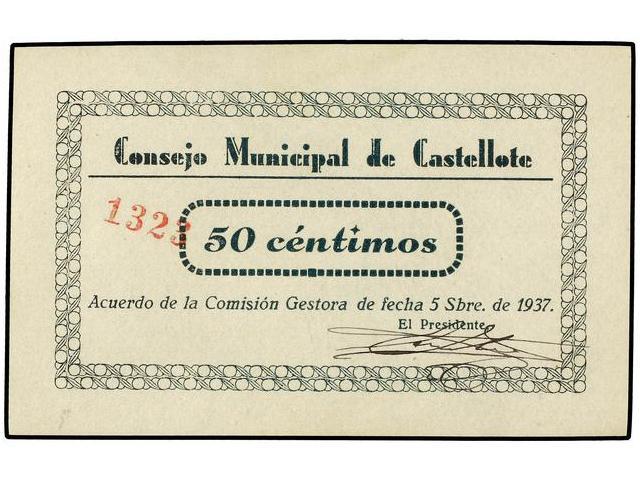 Consejo Municipal de Castellote
1323
50 céntimos
Acuerdo de la Comisión Gestora de fecha 5 Sbre. de 1937.
El Presidente,